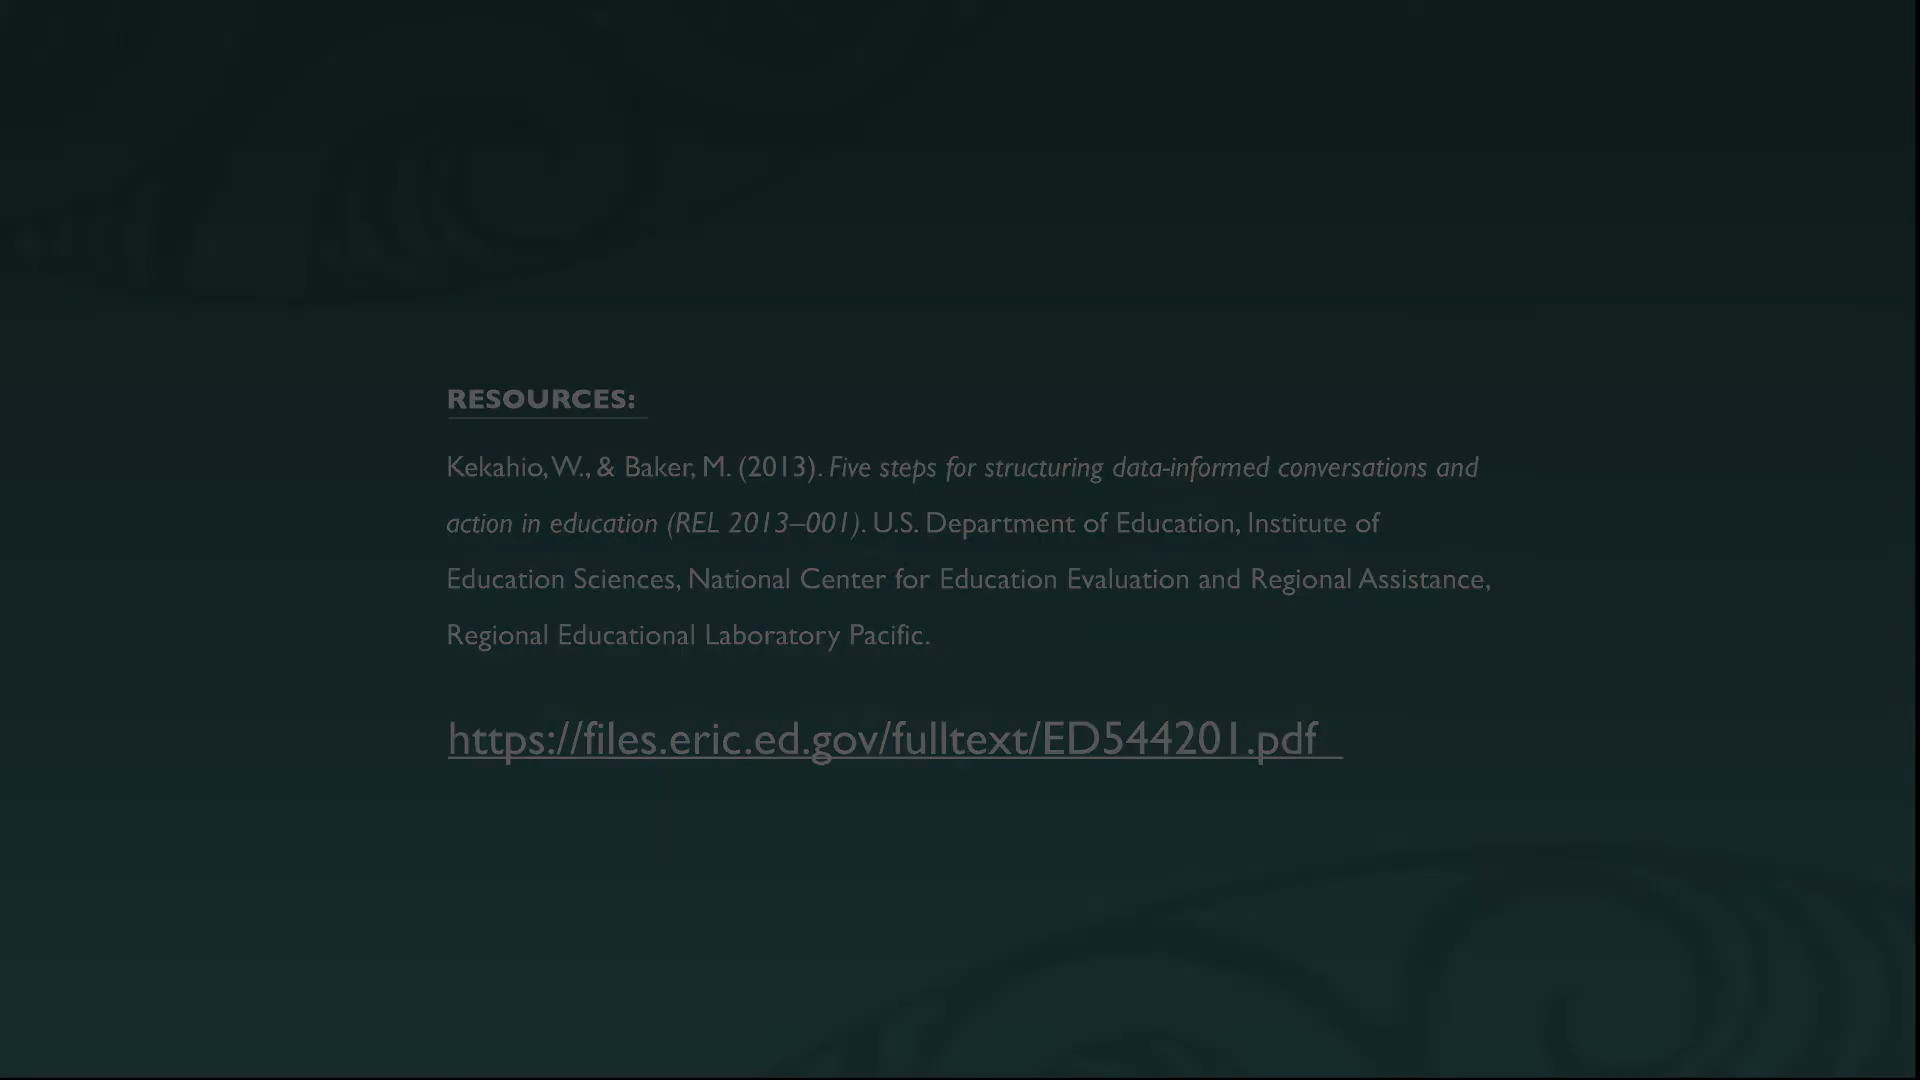 RESOURCES:
Kekahio, W., & Baker, M. (2013). Five steps for structuring data-informed conversations and
action in education (REL 2013–001). U.S. Department of Education, Institute of
Education Sciences, National Center for Education Evaluation and Regional Assistance,
Regional Educational Laboratory Pacific.
https://files.eric.ed.gov/fulltext/ED544201.pdf